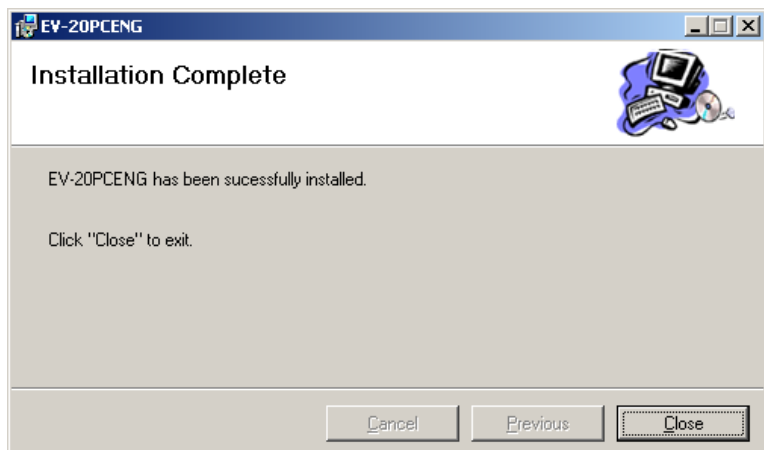 EV-20PCENG
Installation Complete
EV-20PCENG has been sucessfully installed.
Click "Close" to exit.
Cancel
Previous
Close